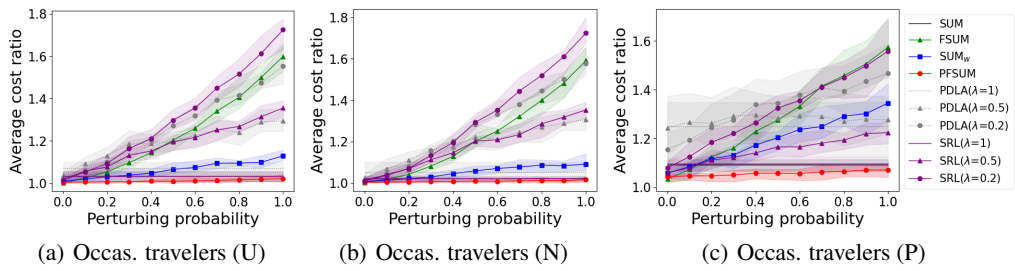 Average cost ratio
1.8
1.6
1.4
1.2
1.0
0.0 0.2 0.4 0.6 0.8 1.0
Perturbing probability
(a) Occas. travelers (U)
Average cost ratio
1.8
1.6
1.4
1.2
1.0
0.0 0.2 0.4 0.6 0.8 1.0
Perturbing probability
(b) Occas. travelers (N)
Average cost ratio
1.6
1.4
1.2
1.0
0.0 0.2 0.4 0.6 0.8 1.0
Perturbing probability
(c) Occas. travelers (P)
SUM
FSUM
SUMw
PFSUM
PDLA(λ=1)
PDLA(λ=0.5)
PDLA(λ=0.2)
SRL(λ=1)
SRL(λ=0.5)
SRL(λ=0.2)